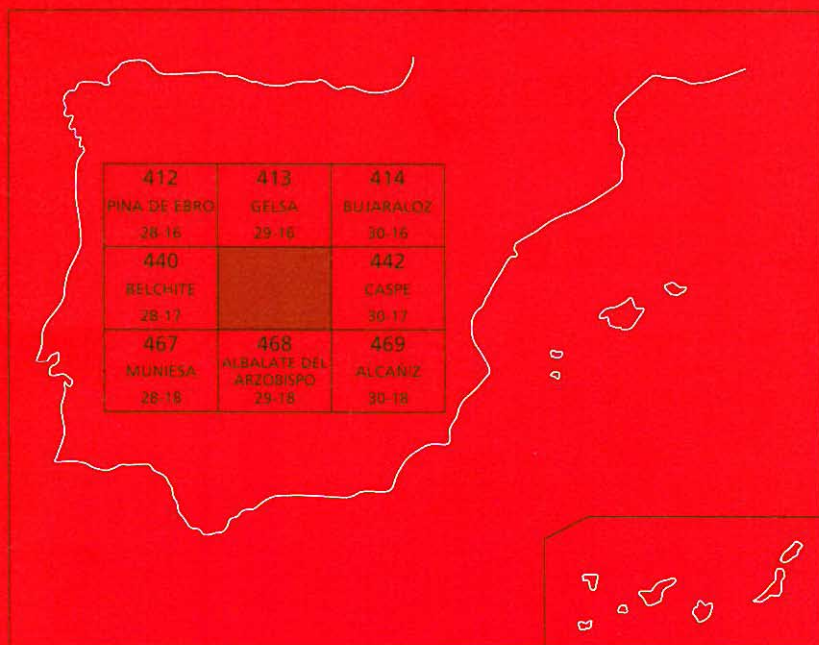 412
PINA DE EBRO
28-16
413
GELSA
29-16
414
BUJARALOZ
30-16
440
BELCHITE
28-17
442
CASPE
30-17
467
MUNIESA
28-18
468
ALBALATE DEL
ARZOBISPO
29-18
469
ALCAÑIZ
30-18